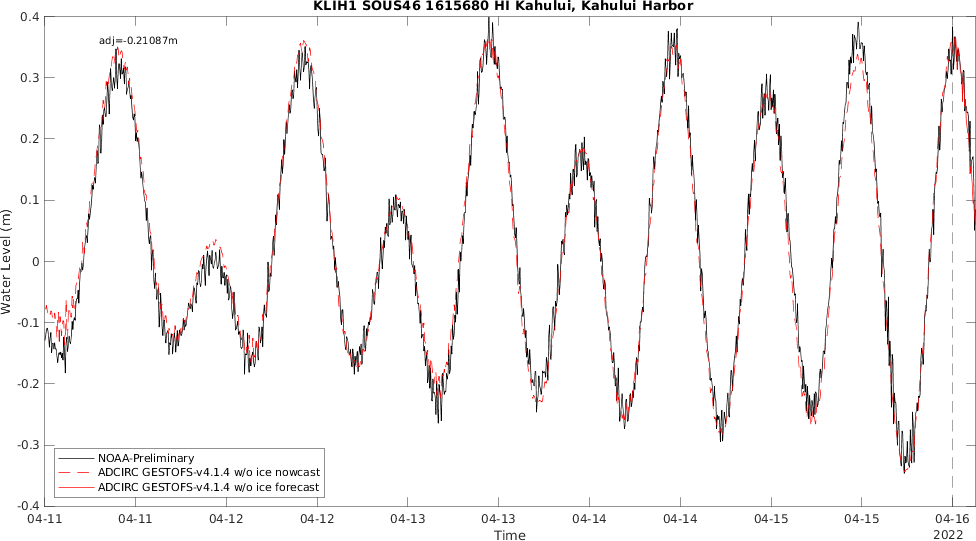 KLIH1 SOUS46 1615680 HI Kahului, Kahului Harbor
adj=-0.21087m
0.4
0.3
0.2
0.1
0
-0.1
-0.2
-0.3
-0.4
Water Level (m)
NOAA-Preliminary
ADCIRC GESTOFS-v4.1.4 w/o ice nowcast
ADCIRC GESTOFS-v4.1.4 w/o ice forecast
04-11 04-11 04-12 04-12 04-13 04-13 04-14 04-14 04-15 04-15 04-16
Time
2022